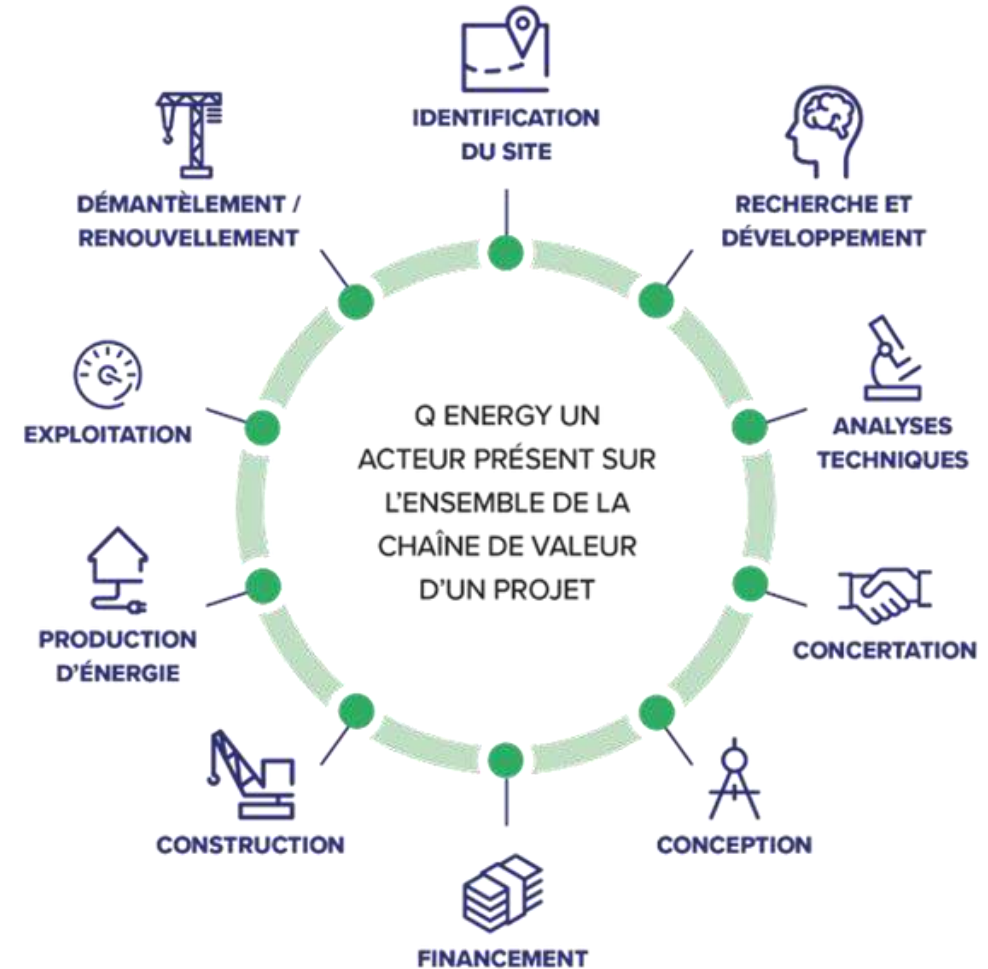 IDENTIFICATION
DU SITE
RECHERCHE ET
DÉVELOPPEMENT
ANALYSES
TECHNIQUES
CONCERTATION
CONCEPTION
FINANCEMENT
CONSTRUCTION
PRODUCTION
D'ÉNERGIE
EXPLOITATION
DÉMANTÈLEMENT /
RENOUVELLEMENT
Q ENERGY UN
ACTEUR PRÉSENT SUR
L'ENSEMBLE DE LA
CHAÎNE DE VALEUR
D'UN PROJET